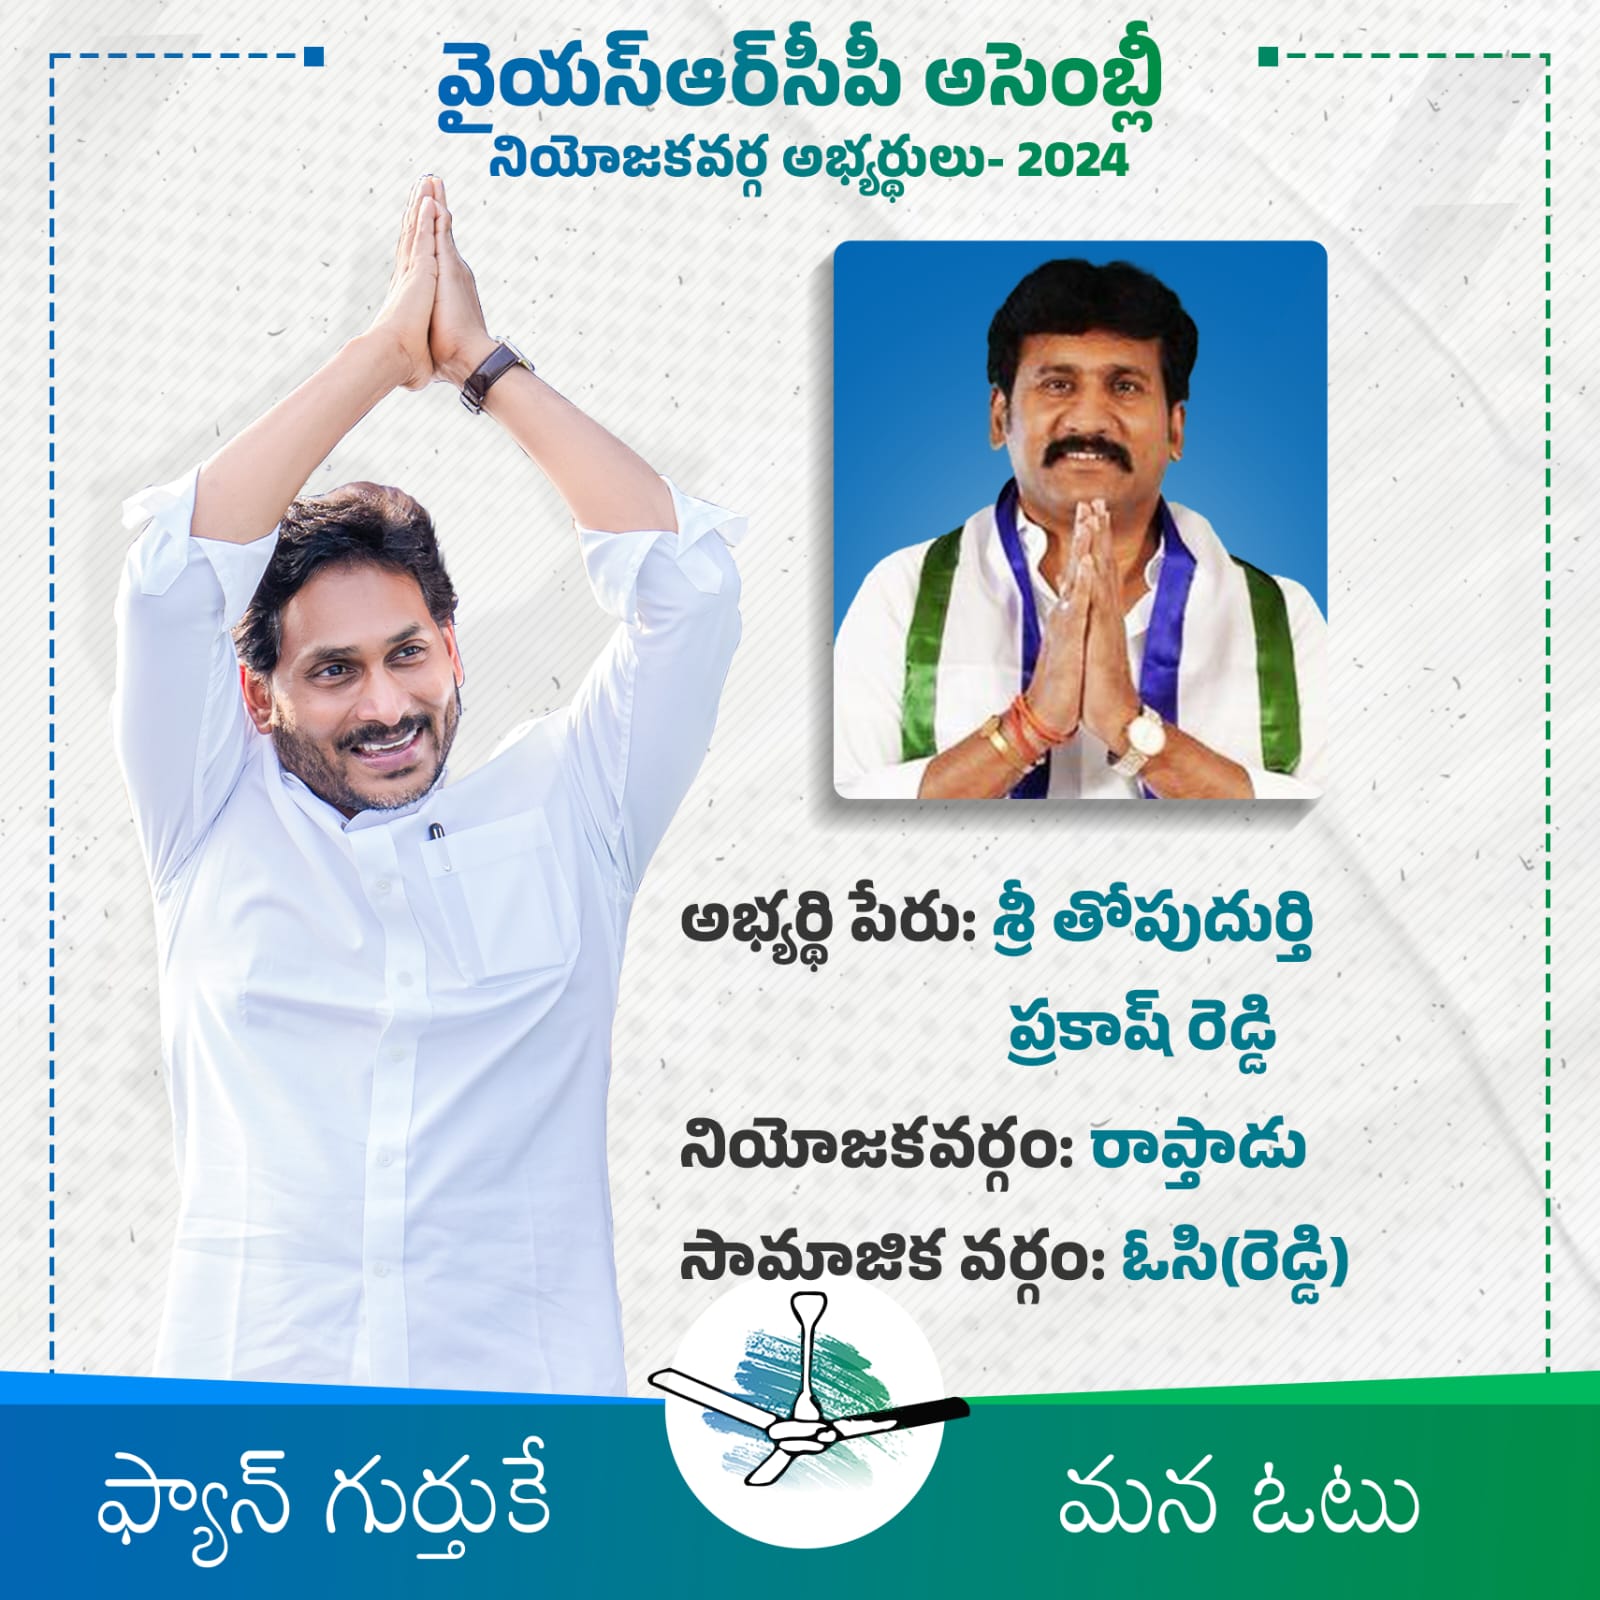 వైయస్ఆర్‌సీపీ అసెంబ్లీ
నియోజకవర్గ అభ్యర్థులు- 2024
అభ్యర్థి పేరు: శ్రీ తోపుదుర్తి
ప్రకాష్ రెడ్డి
నియోజకవర్గం: రాప్తాడు
సామాజిక వర్గం: ఓసి(రెడ్డి)
ఫ్యాన్ గుర్తుకే మన ఓటు